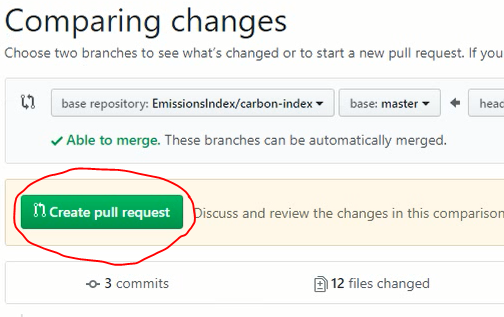 Comparing changes
Choose two branches to see what's changed or to start a new pull request. If you
base repository: EmissionsIndex/carbon-index base: master head
Able to merge. These branches can be automatically merged.
Create pull request Discuss and review the changes in this comparison
3 commits 12 files changed